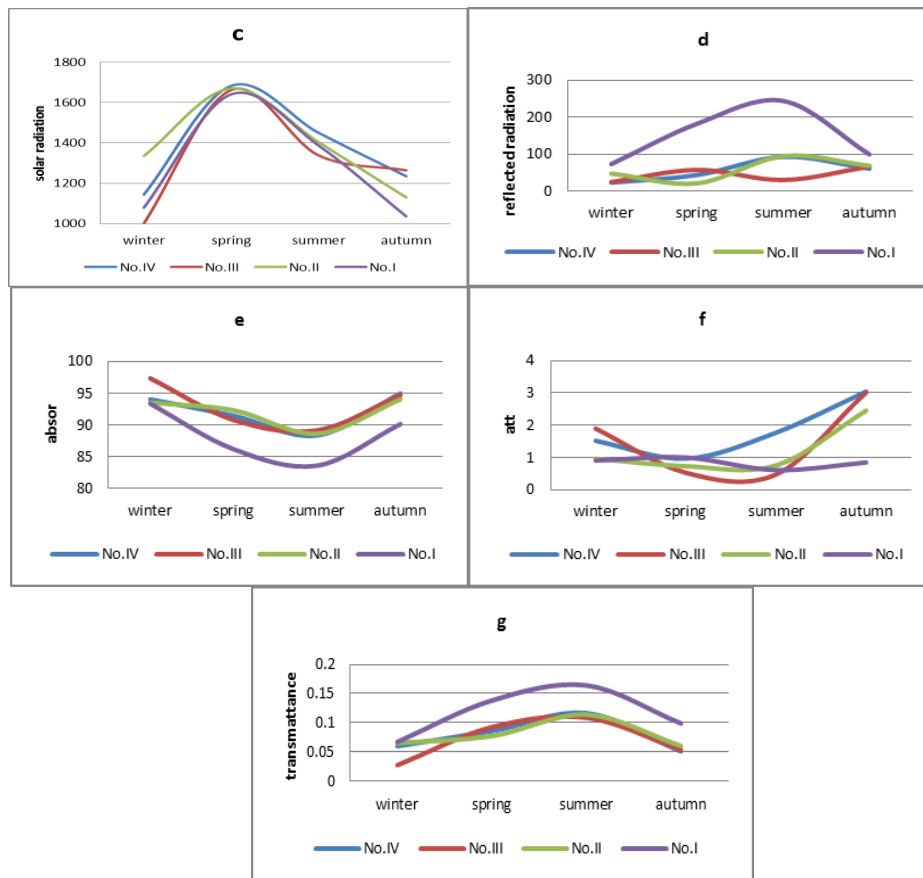 c
solar radiation
1800
1600
1400
1200
1000
winter spring summer autumn
No.IV No.III No.II No.I
d
reflected radiation
300
200
100
0
winter spring summer autumn
No.IV No.III No.II No.I
e
absor
100
95
90
85
80
winter spring summer autumn
No.IV No.III No.II No.I
f
att
4
3
2
1
0
winter spring summer autumn
No.IV No.III No.II No.I
g
transmattance
0.2
0.15
0.1
0.05
0
winter spring summer autumn
No.IV No.III No.II No.I